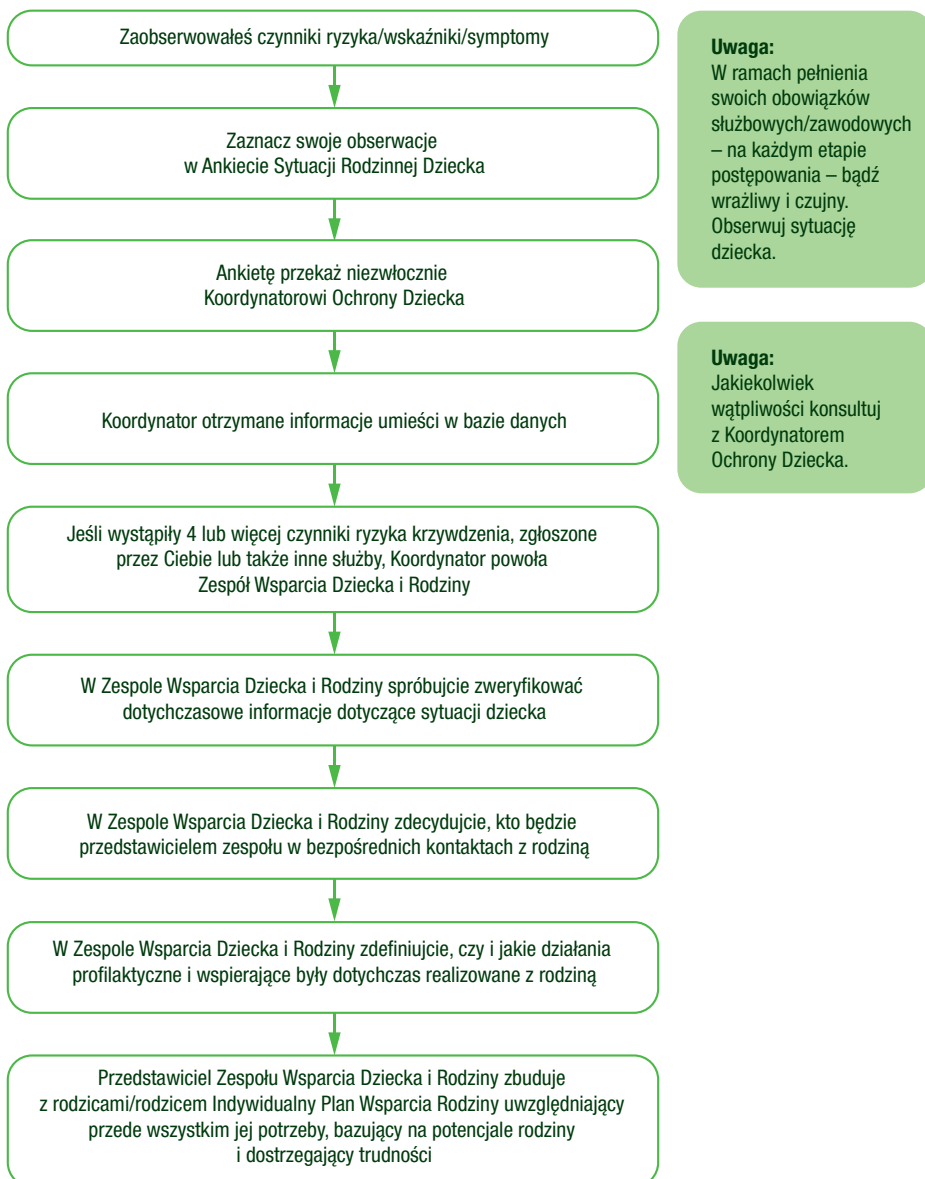 Zaobserwowałeś czynniki ryzyka/wskaźniki/symptomy
Zaznacz swoje obserwacje
w Ankiecie Sytuacji Rodzinnej Dziecka
Ankietę przekaż niezwłocznie
Koordynatorowi Ochrony Dziecka
Koordynator otrzymane informacje umieści w bazie danych
Jeśli wystąpiły 4 lub więcej czynniki ryzyka krzywdzenia, zgłoszone
przez Ciebie lub także inne służby, Koordynator powoła
Zespół Wsparcia Dziecka i Rodziny
W Zespole Wsparcia Dziecka i Rodziny spróbujcie zweryfikować
dotychczasowe informacje dotyczące sytuacji dziecka
W Zespole Wsparcia Dziecka i Rodziny zdecydujcie, kto będzie
przedstawicielem zespołu w bezpośrednich kontaktach z rodziną
W Zespole Wsparcia Dziecka i Rodziny zdefiniujcie, czy i jakie działania
profilaktyczne i wspierające były dotychczas realizowane z rodziną
Przedstawiciel Zespołu Wsparcia Dziecka i Rodziny zbuduje
z rodzicami/rodzicem Indywidualny Plan Wsparcia Rodziny uwzględniający
przede wszystkim jej potrzeby, bazujący na potencjale rodziny
i dostrzegający trudności
Uwaga:
W ramach pełnienia
swoich obowiązków
służbowych/zawodowych
– na każdym etapie
postępowania – bądź
wrażliwy i czujny.
Obserwuj sytuację
dziecka.
Uwaga:
Jakiekolwiek
wątpliwości konsultuj
z Koordynatorem
Ochrony Dziecka.